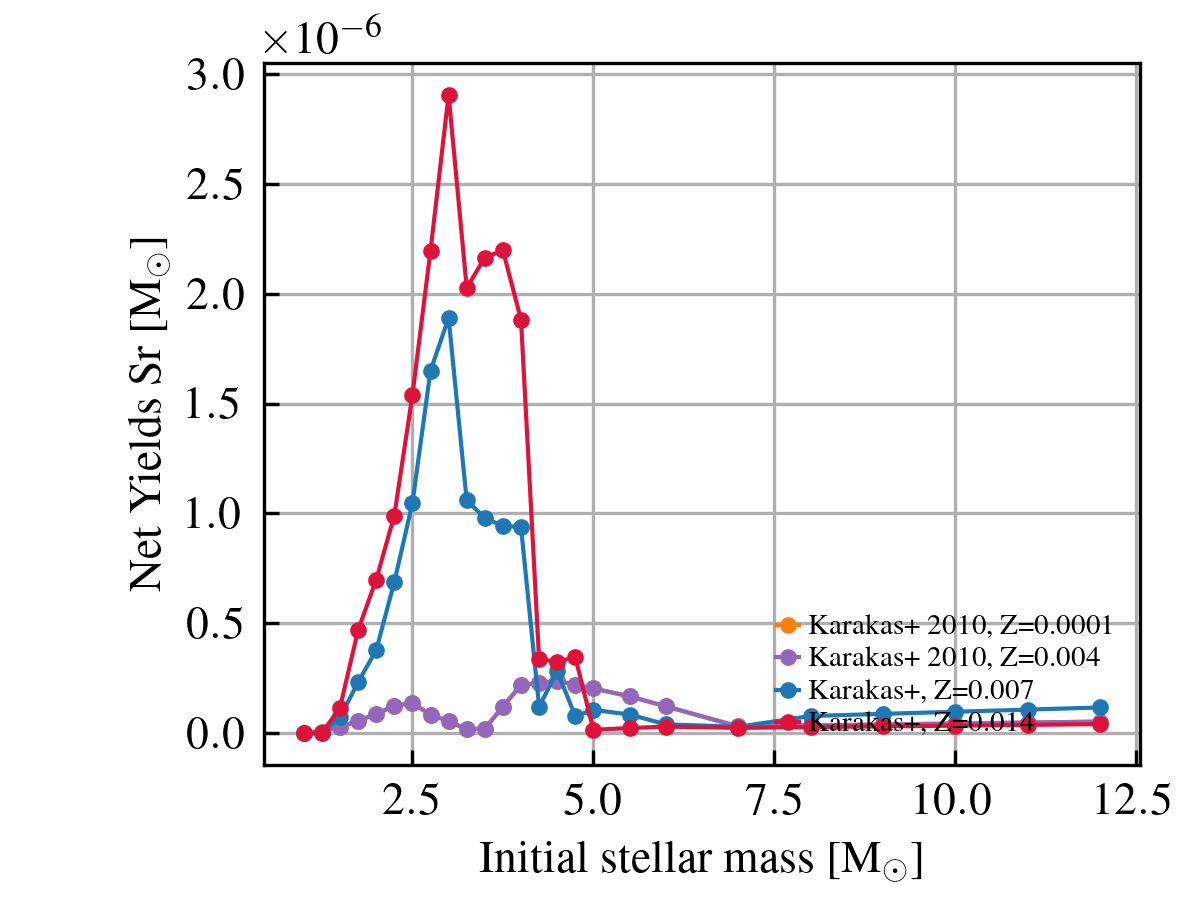 ×10⁻⁶
3.0
2.5
2.0
1.5
1.0
0.5
0.0
Net Yields Sr [M⊙]
Karakas+ 2010, Z=0.0001
Karakas+ 2010, Z=0.004
Karakas+, Z=0.007
Karakas+, Z=0.014
2.5 5.0 7.5 10.0 12.5
Initial stellar mass [M⊙]